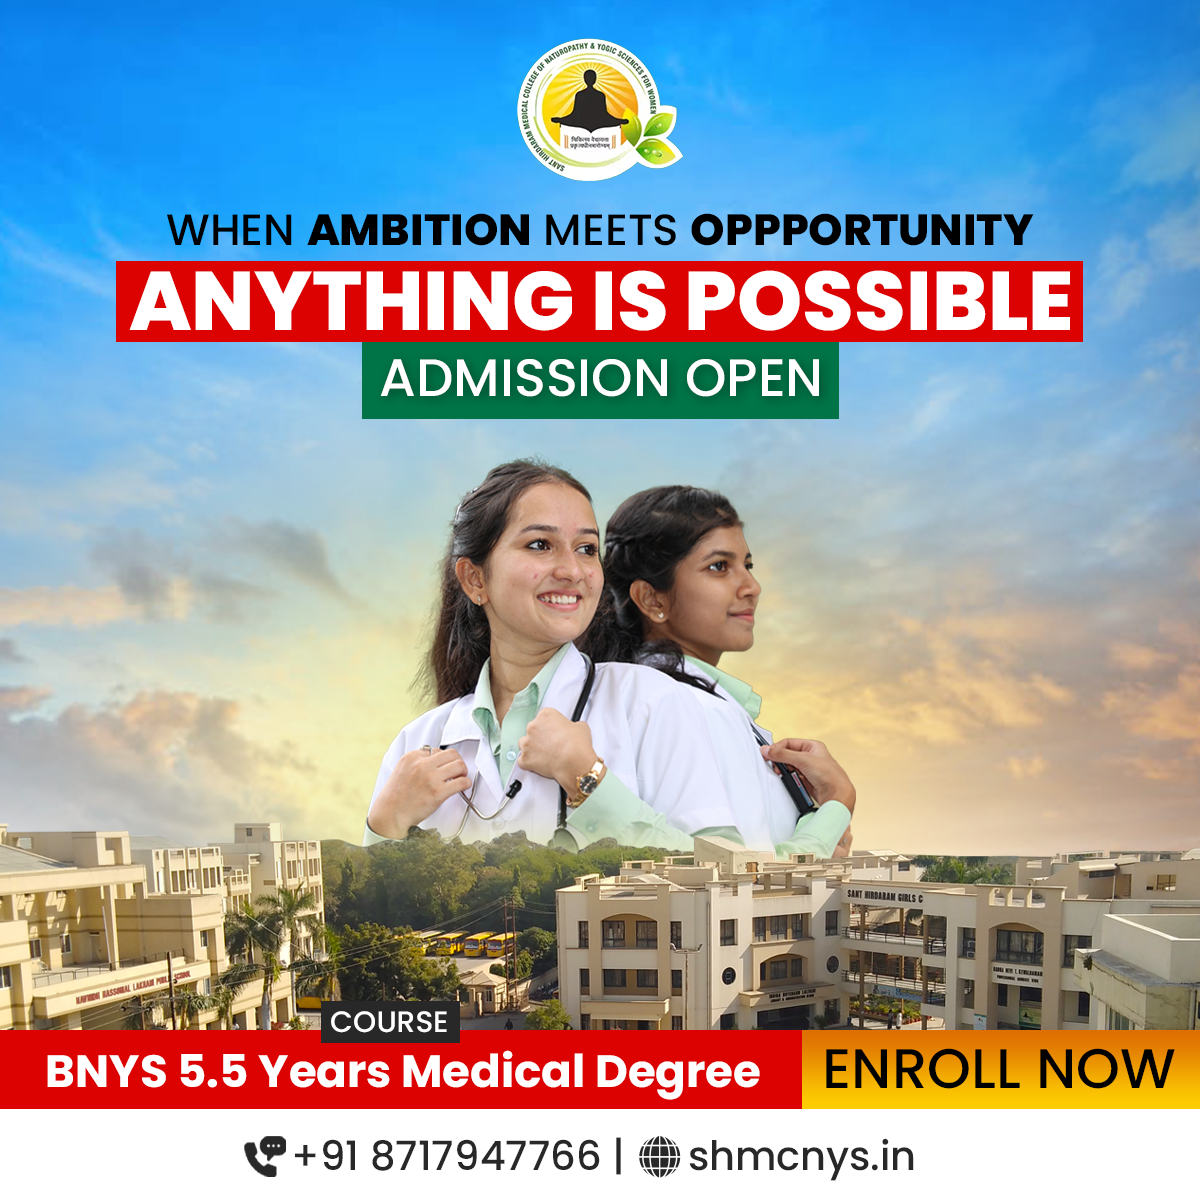 SANT HIRDARAM MEDICAL COLLEGE OF NATUROPATHY & YOGIC SCIENCES FOR WOMEN
WHEN AMBITION MEETS OPPPORTUNITY
ANYTHING IS POSSIBLE
ADMISSION OPEN
SANT HIRDARAM GIRLS C
COURSE
BNYS 5.5 Years Medical Degree
ENROLL NOW
+91 8717947766 | shmcnys.in